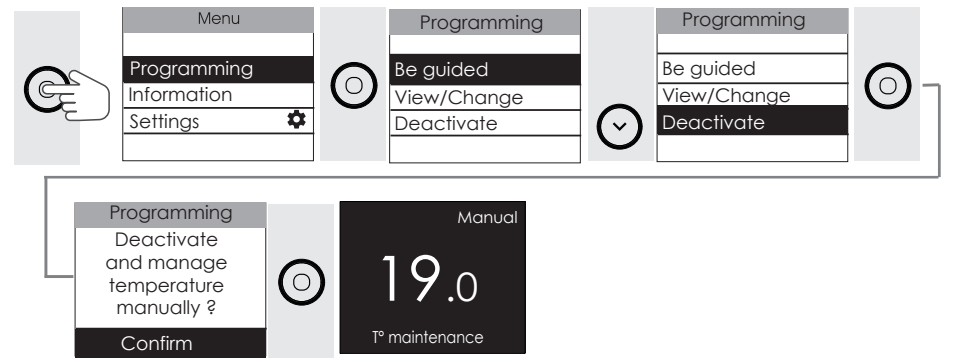 Menu
Programming
Information
Settings
Programming
Be guided
View/Change
Deactivate
Programming
Be guided
View/Change
Deactivate
Programming
Deactivate
and manage
temperature
manually ?
Confirm
Manual
19.0
T° maintenance